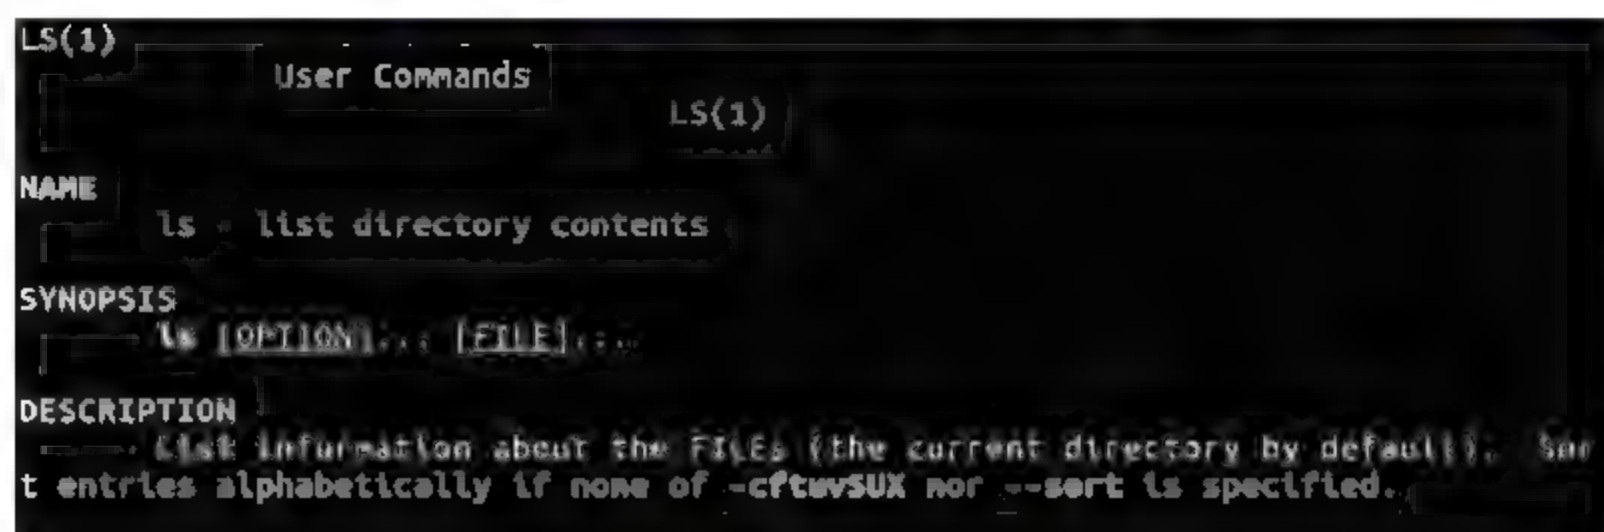 LS(1)
User Commands
LS(1)
NAME
ls - list directory contents
SYNOPSIS
ls [OPTION]... [FILE]...
DESCRIPTION
List information about the FILEs (the current directory by default). Sor
t entries alphabetically if none of -cftuvSUX nor --sort is specified.